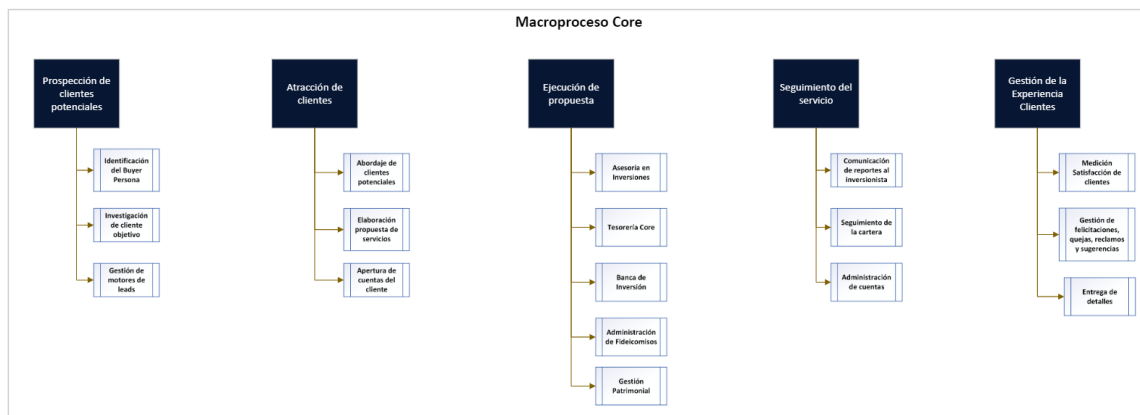 Macroproceso Core
Prospección de
clientes
potenciales
Identificación
del Buyer
Persona
Investigación
de cliente
objetivo
Gestión de
motores de
leads
Atracción de
clientes
Abordaje de
clientes
potenciales
Elaboración
propuesta de
servicios
Apertura de
cuentas del
cliente
Ejecución de
propuesta
Asesoría en
Inversiones
Tesorería Core
Banca de
Inversión
Administración
de Fideicomisos
Gestión
Patrimonial
Seguimiento del
servicio
Comunicación
de reportes al
inversionista
Seguimiento de
la cartera
Administración
de cuentas
Gestión de la
Experiencia
Clientes
Medición
Satisfacción de
clientes
Gestión de
felicitaciones,
quejas, reclamos
y sugerencias
Entrega de
detalles